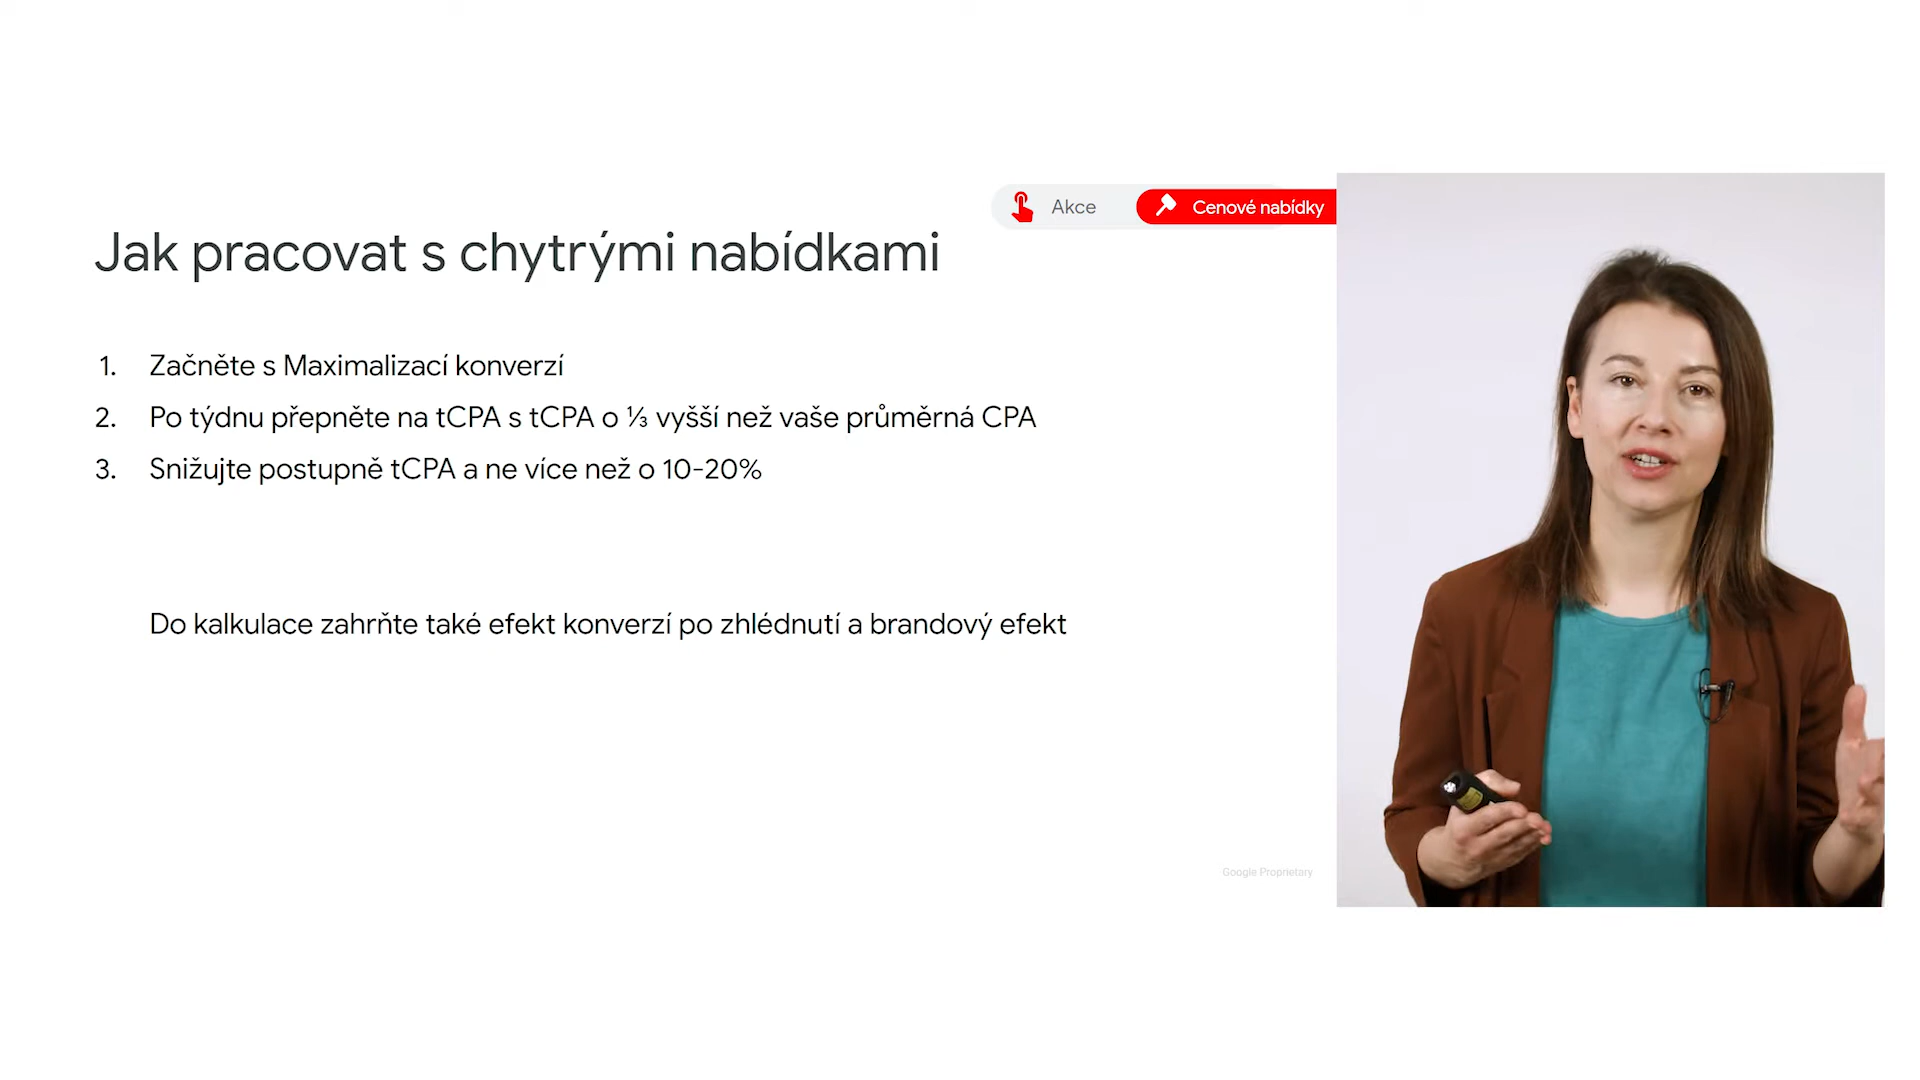 Akce
Cenové nabídky
Jak pracovat s chytrými nabídkami
1. Začněte s Maximalizací konverzí
2. Po týdnu přepněte na tCPA s tCPA o ⅓ vyšší než vaše průměrná CPA
3. Snižujte postupně tCPA a ne více než o 10-20%
Do kalkulace zahrňte také efekt konverzí po zhlédnutí a brandový efekt
Google Proprietary